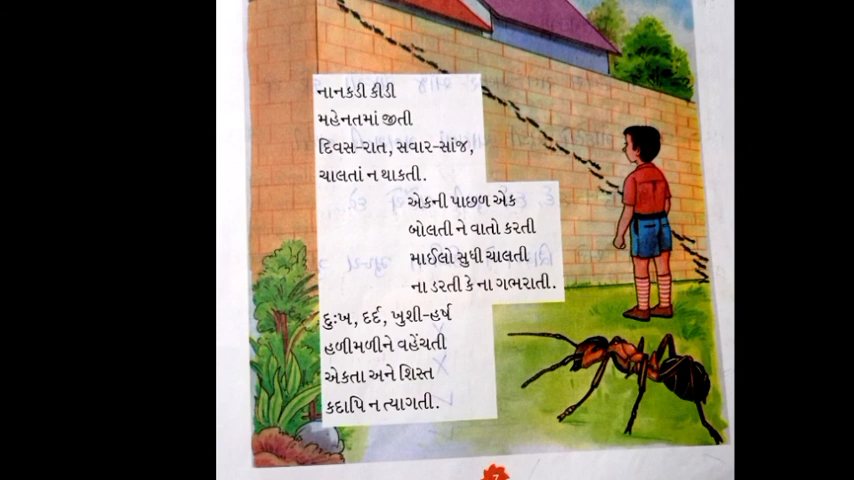 નાનકડી કીડી
મહેનતમાં જીતી
દિવસ-રાત, સવાર-સાંજ,
ચાલતાં ન થાકતી.
એકની પાછળ એક
બોલતી ને વાતો કરતી
માઈલો સુધી ચાલતી
ના ડરતી કે ના ગભરાતી.
દુઃખ, દર્દ, ખુશી-હર્ષ
હળીમળીને વહેંચતી
એકતા અને શિસ્ત
કદાપિ ન ત્યાગતી.
7